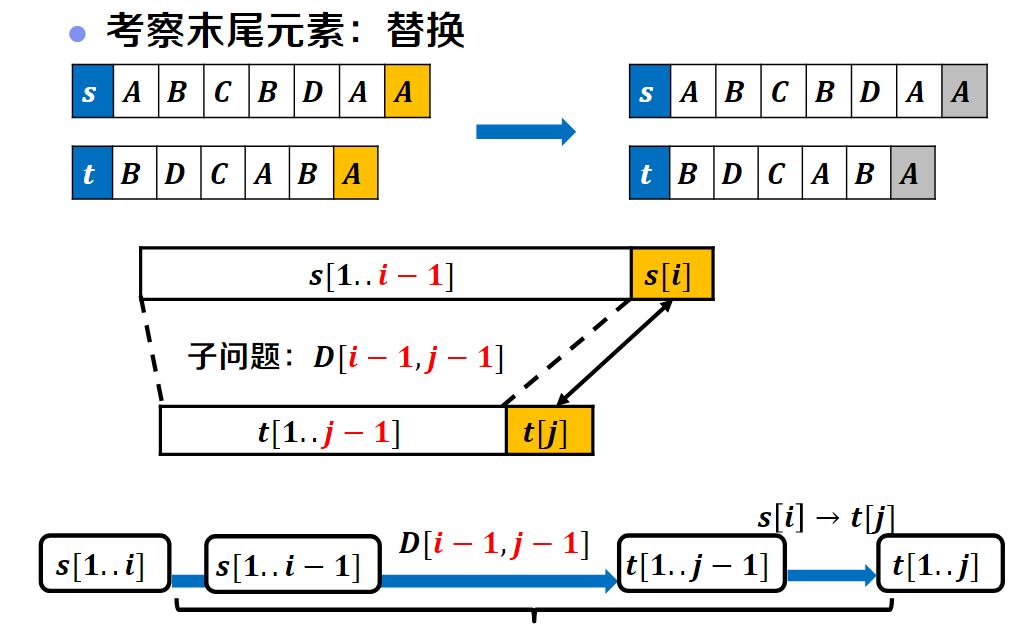 考察末尾元素：替换
s A B C B D A A
s A B C B D A A
t B D C A B A
t B D C A B A
s[1..i − 1] s[i]
子问题：D[i − 1, j − 1]
t[1..j − 1] t[j]
s[i] → t[j]
D[i − 1, j − 1]
s[1..i] s[1..i − 1] t[1..j − 1] t[1..j]